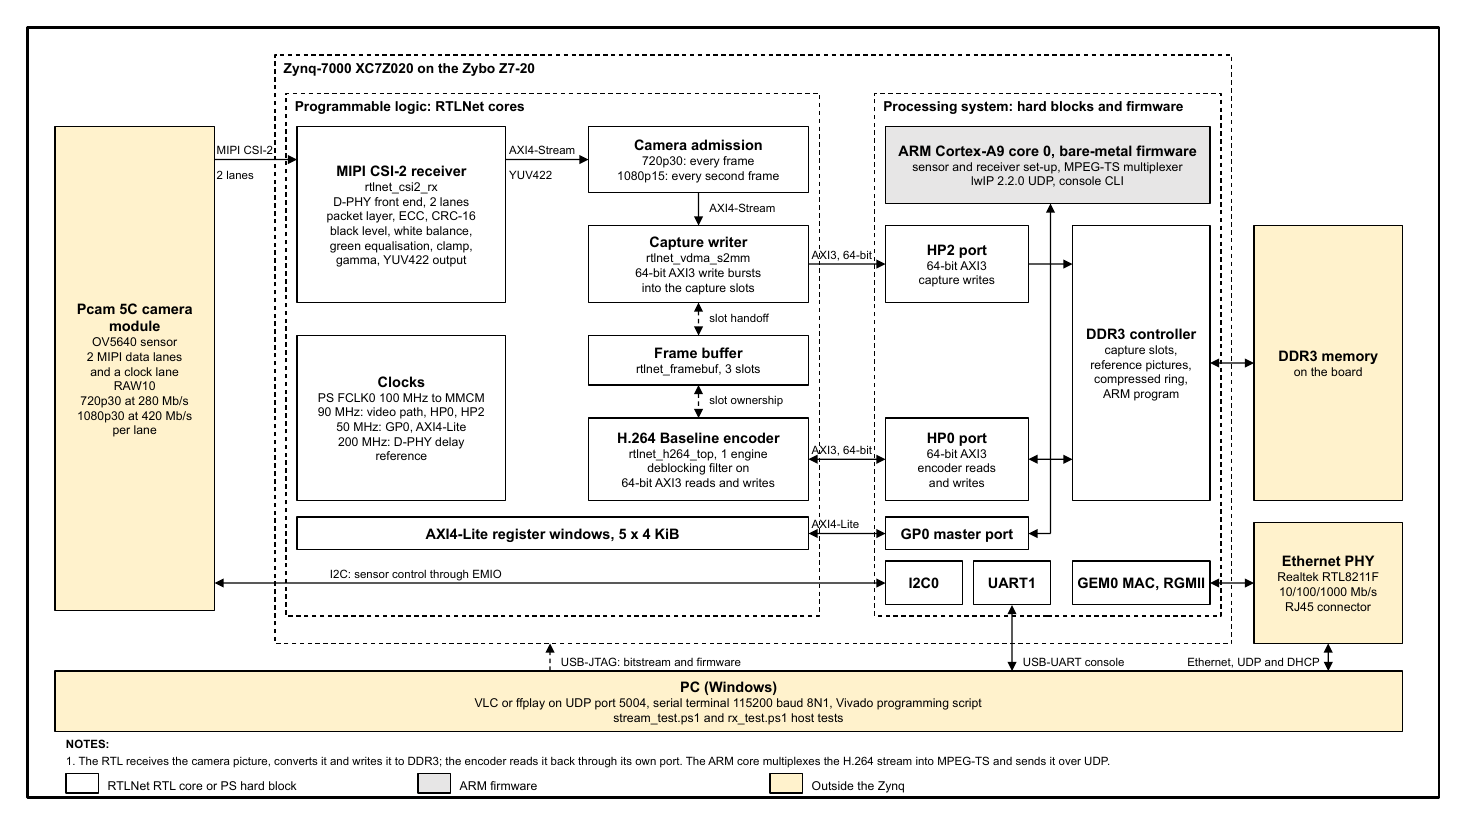 Zynq-7000 XC7Z020 on the Zybo Z7-20
Programmable logic: RTLNet cores
Processing system: hard blocks and firmware
Pcam 5C camera
module
OV5640 sensor
2 MIPI data lanes
and a clock lane
RAW10
720p30 at 280 Mb/s
1080p30 at 420 Mb/s
per lane
MIPI CSI-2
2 lanes
MIPI CSI-2 receiver
rtlnet_csi2_rx
D-PHY front end, 2 lanes
packet layer, ECC, CRC-16
black level, white balance,
green equalisation, clamp,
gamma, YUV422 output
AXI4-Stream
YUV422
Camera admission
720p30: every frame
1080p15: every second frame
AXI4-Stream
Capture writer
rtlnet_vdma_s2mm
64-bit AXI3 write bursts
into the capture slots
slot handoff
Frame buffer
rtlnet_framebuf, 3 slots
slot ownership
H.264 Baseline encoder
rtlnet_h264_top, 1 engine
deblocking filter on
64-bit AXI3 reads and writes
Clocks
PS FCLK0 100 MHz to MMCM
90 MHz: video path, HP0, HP2
50 MHz: GP0, AXI-Lite
200 MHz: D-PHY delay
reference
AXI4-Lite register windows, 5 x 4 KiB
I2C: sensor control through EMIO
AXI3, 64-bit
AXI3, 64-bit
AXI4-Lite
ARM Cortex-A9 core 0, bare-metal firmware
sensor and receiver set-up, MPEG-TS multiplexer
lwIP 2.2.0 UDP, console CLI
HP2 port
64-bit AXI3
capture writes
HP0 port
64-bit AXI3
encoder reads
and writes
GP0 master port
I2C0
UART1
GEM0 MAC, RGMII
DDR3 controller
capture slots,
reference pictures,
compressed ring,
ARM program
DDR3 memory
on the board
Ethernet PHY
Realtek RTL8211F
10/100/1000 Mb/s
RJ45 connector
USB-JTAG: bitstream and firmware
USB-UART console
Ethernet, UDP and DHCP
PC (Windows)
VLC or ffplay on UDP port 5004, serial terminal 115200 baud 8N1, Vivado programming script
stream_test.ps1 and rx_test.ps1 host tests
NOTES:
1. The RTL receives the camera picture, converts it and writes it to DDR3; the encoder reads it back through its own port. The ARM core multiplexes the H.264 stream into MPEG-TS and sends it over UDP.
RTLNet RTL core or PS hard block
ARM firmware
Outside the Zynq